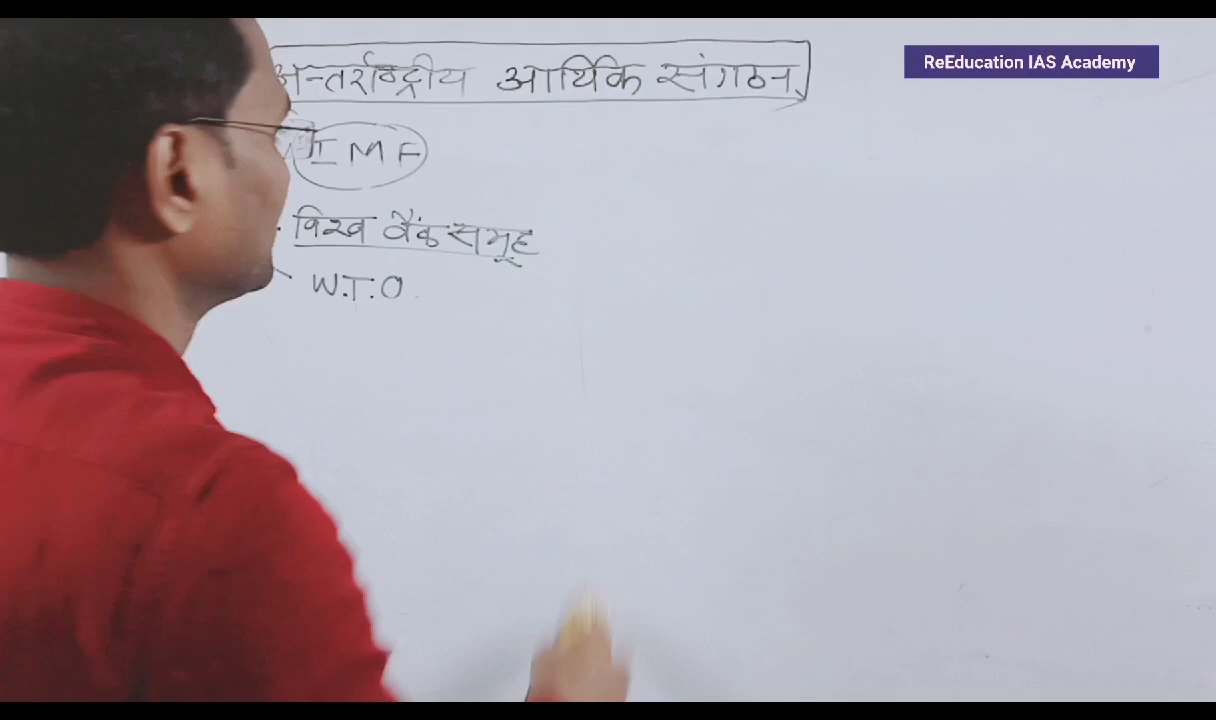 अन्तर्राष्ट्रीय आर्थिक संगठन
ReEducation IAS Academy
IMF
विश्व बैंक समूह
W.T.O